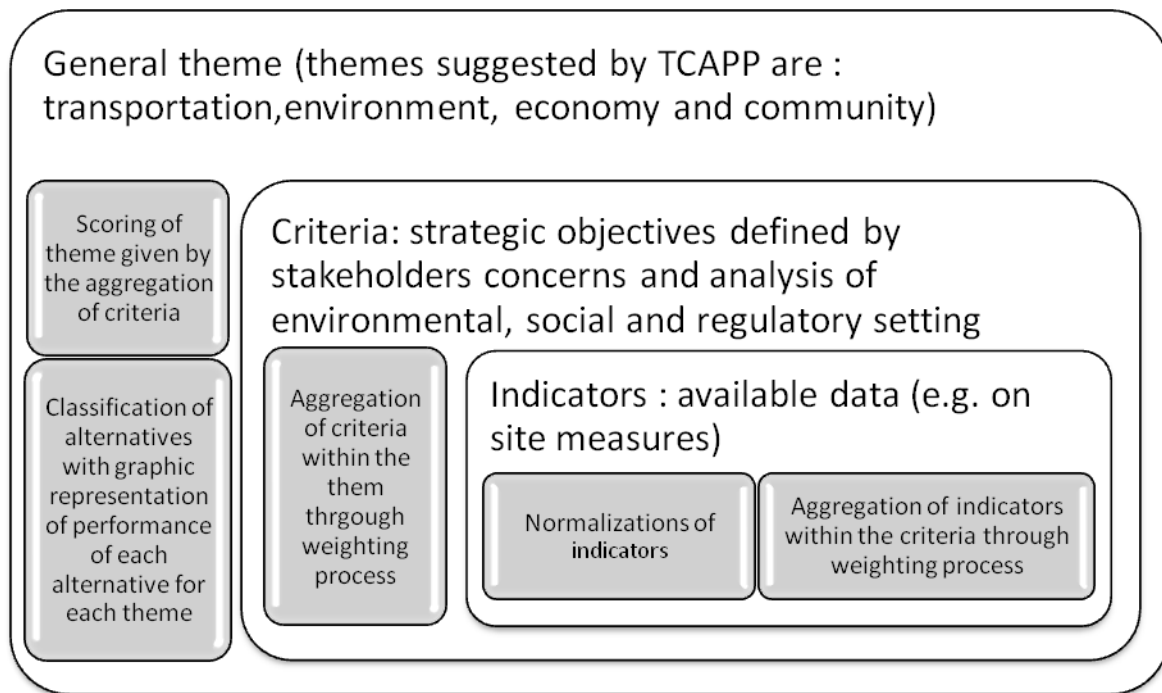 General theme (themes suggested by TCAPP are :
transportation,environment, economy and community)
Scoring of
theme given by
the aggregation
of criteria
Classification of
alternatives
with graphic
representation
of performance
of each
alternative for
each theme
Criteria: strategic objectives defined by
stakeholders concerns and analysis of
environmental, social and regulatory setting
Aggregation
of criteria
within the
them
thrgough
weighting
process
Indicators : available data (e.g. on
site measures)
Normalizations of
indicators
Aggregation of indicators
within the criteria through
weighting process